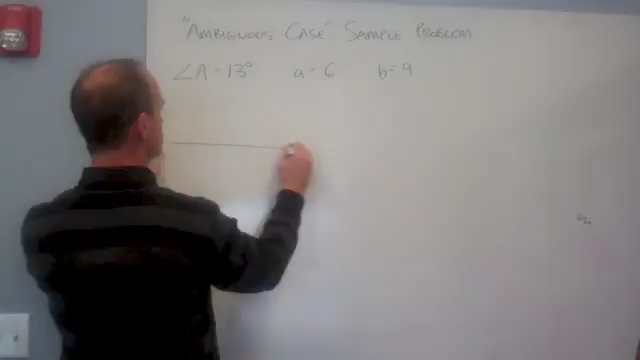 "AMBIGUOUS CASE" SAMPLE PROBLEM
∠A = 13° a = 6 b = 9